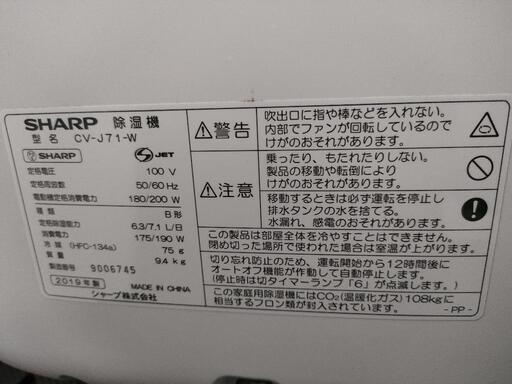 SHARP 除湿機
型 名 CV-J71-W
SHARP
S JET
定格電圧 100 V
定格周波数 50/60 Hz
電動機定格消費電力 180/200 W
種 類 B形
定格除湿能力 6.3/7.1 L/日
消費電力 175/190 W
冷 媒 (HFC-134a) 75 g
質 量 9.4 kg
製造番号 9006745
2019年製 MADE IN CHINA
シャープ株式会社
警告
吹出口に指や棒などを入れない。
内部でファンが回転しているので
けがのおそれがあります。
注意
乗ったり、もたれたりしない。
製品の移動や転倒により
けがのおそれがあります。
移動するときは必ず運転を停止し
排水タンクの水を捨てる。
水漏れ、感電のおそれがあります。
この製品は部屋全体を冷やすことはできません。
閉め切った場所で使った場合は室温が上がります。
切り忘れ防止のため、運転開始から12時間後に
オートオフ機能が作動して自動停止します。
(停止時は切タイマーランプ「6」が点滅します。)
この家庭用除湿機にはCO₂(温暖化ガス)108kgに
相当するフロン類が封入されています。
- PP -